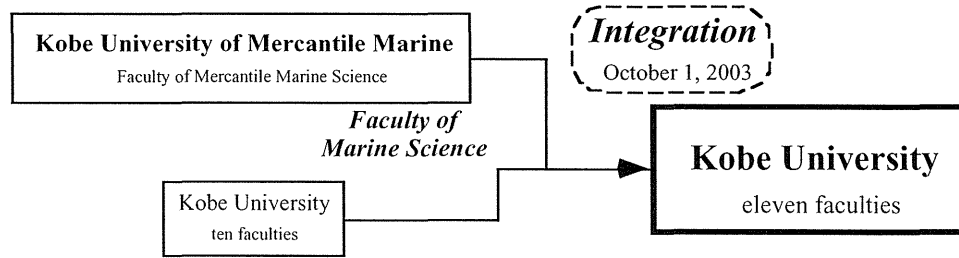 Kobe University of Mercantile Marine
Faculty of Mercantile Marine Science
Integration
October 1, 2003
Faculty of
Marine Science
Kobe University
ten faculties
Kobe University
eleven faculties